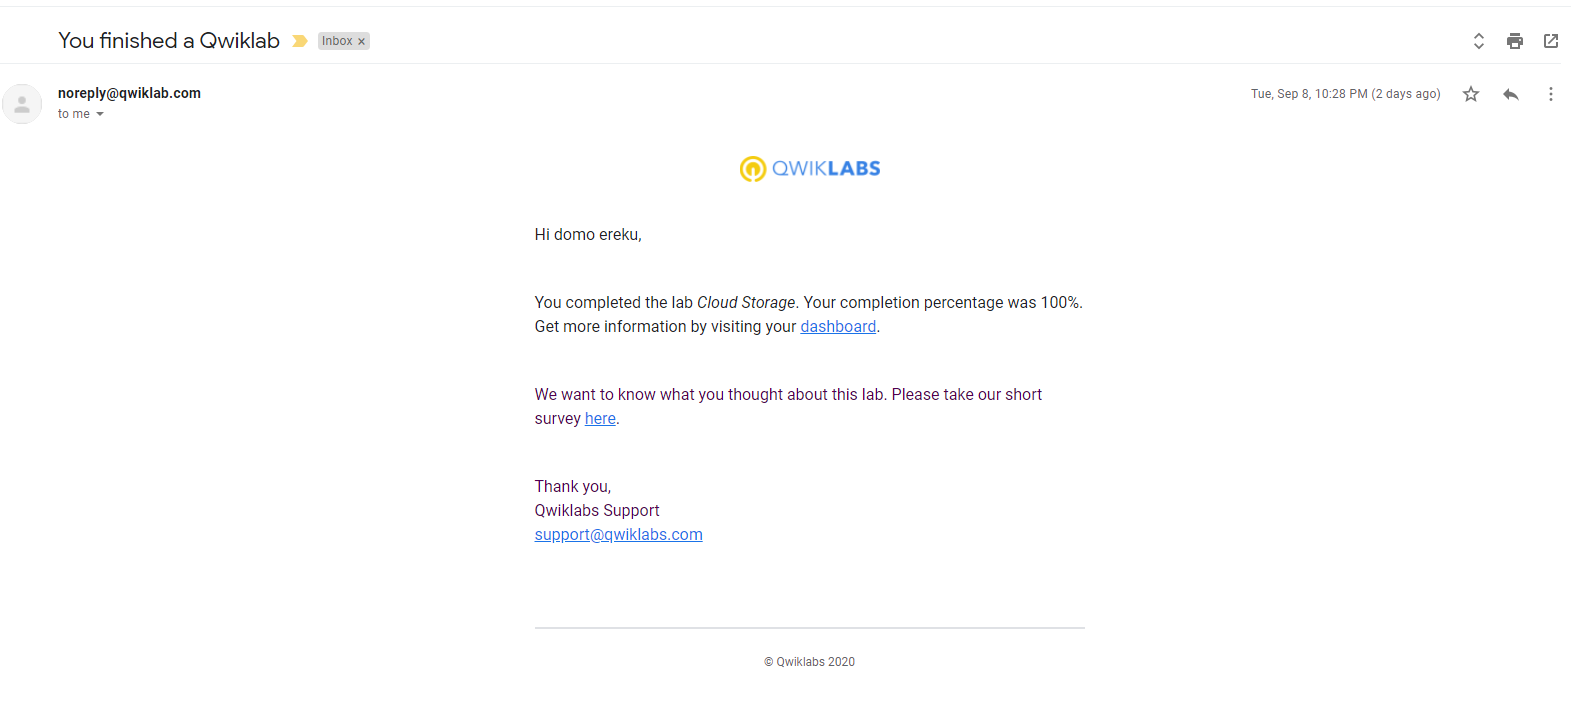 You finished a Qwiklab Inbox x
noreply@qwiklab.com
Tue, Sep 8, 10:28 PM (2 days ago)
to me
QWIKLABS
Hi domo ereku,
You completed the lab Cloud Storage. Your completion percentage was 100%.
Get more information by visiting your dashboard.
We want to know what you thought about this lab. Please take our short
survey here.
Thank you,
Qwiklabs Support
support@qwiklabs.com
© Qwiklabs 2020